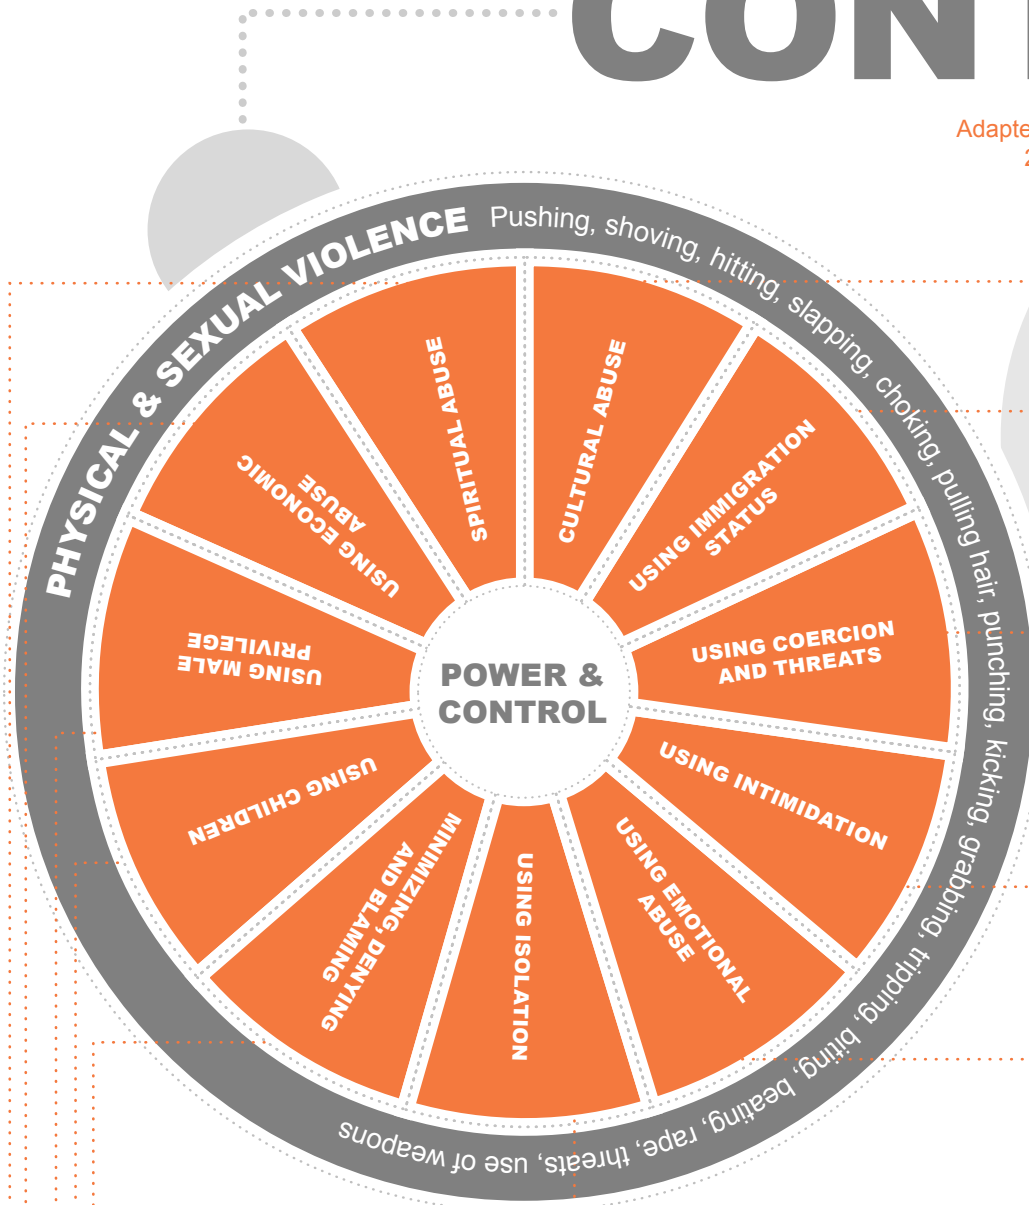 CONT
Adapte
2
PHYSICAL & SEXUAL VIOLENCE Pushing, shoving, hitting, slapping, choking, pulling hair, punching, kicking, grabbing, tripping, biting, beating, rape, threats, use of weapons
SPIRITUAL ABUSE
CULTURAL ABUSE
USING IMMIGRATION
STATUS
USING COERCION
AND THREATS
USING INTIMIDATION
USING EMOTIONAL
ABUSE
USING ISOLATION
MINIMIZING, DENYING
AND BLAMING
USING CHILDREN
USING MALE
PRIVILEGE
USING ECONOMIC
ABUSE
POWER &
CONTROL